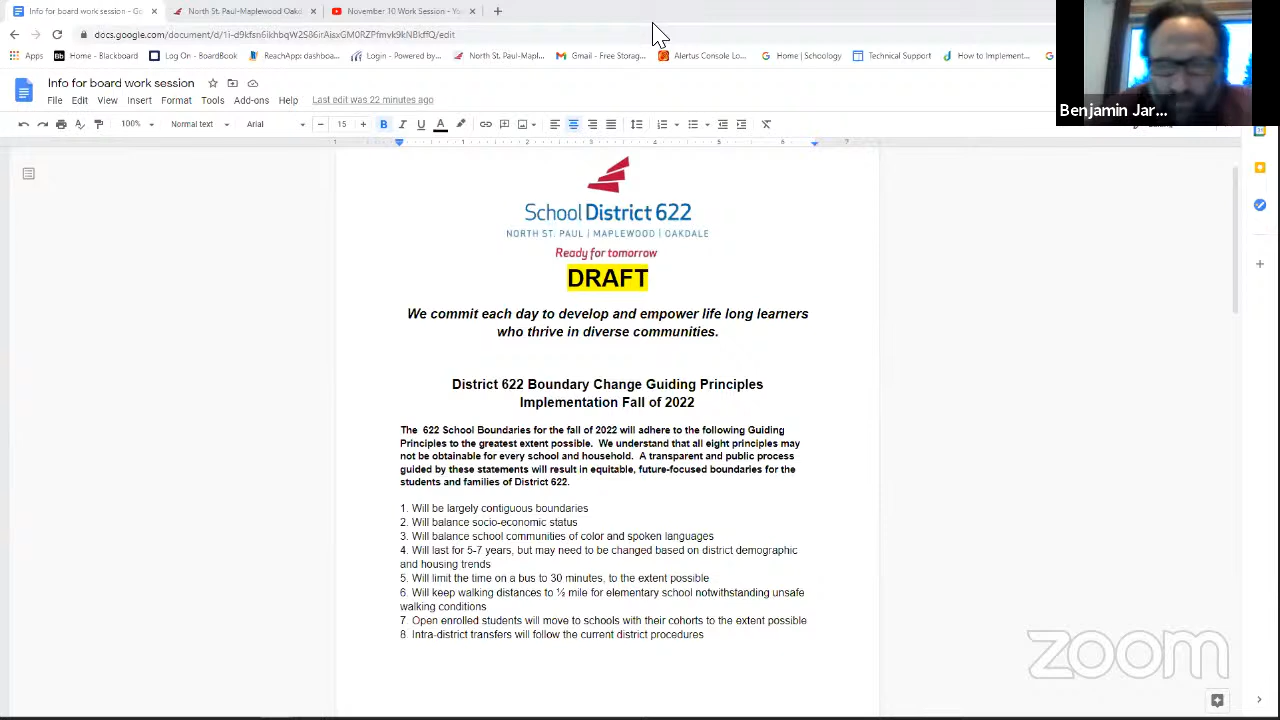 Info for board work session - Go
North St. Paul-Maplewood Oakd
November 10 Work Session - You
Apps
Home - Blackboard
Log On - BoardBook
ReachApp dashboa...
Login - Powered by...
North St. Paul-Mapl...
Gmail - Free Storag...
Alertus Console Lo...
Home | Schoology
Technical Support
How to Implement...
Benjamin Jar...
Info for board work session
File Edit View Insert Format Tools Add-ons Help Last edit was 22 minutes ago
100% Normal text Arial 15
School District 622
NORTH ST. PAUL | MAPLEWOOD | OAKDALE
Ready for tomorrow
DRAFT
We commit each day to develop and empower life long learners
who thrive in diverse communities.
District 622 Boundary Change Guiding Principles
Implementation Fall of 2022
The 622 School Boundaries for the fall of 2022 will adhere to the following Guiding
Principles to the greatest extent possible. We understand that all eight principles may
not be obtainable for every school and household. A transparent and public process
guided by these statements will result in equitable, future-focused boundaries for the
students and families of District 622.
1. Will be largely contiguous boundaries
2. Will balance socio-economic status
3. Will balance school communities of color and spoken languages
4. Will last for 5-7 years, but may need to be changed based on district demographic
and housing trends
5. Will limit the time on a bus to 30 minutes, to the extent possible
6. Will keep walking distances to ½ mile for elementary school notwithstanding unsafe
walking conditions
7 Open enrolled students will move to schools with their cohorts to the extent possible
8. Intra-district transfers will follow the current district procedures
zoom